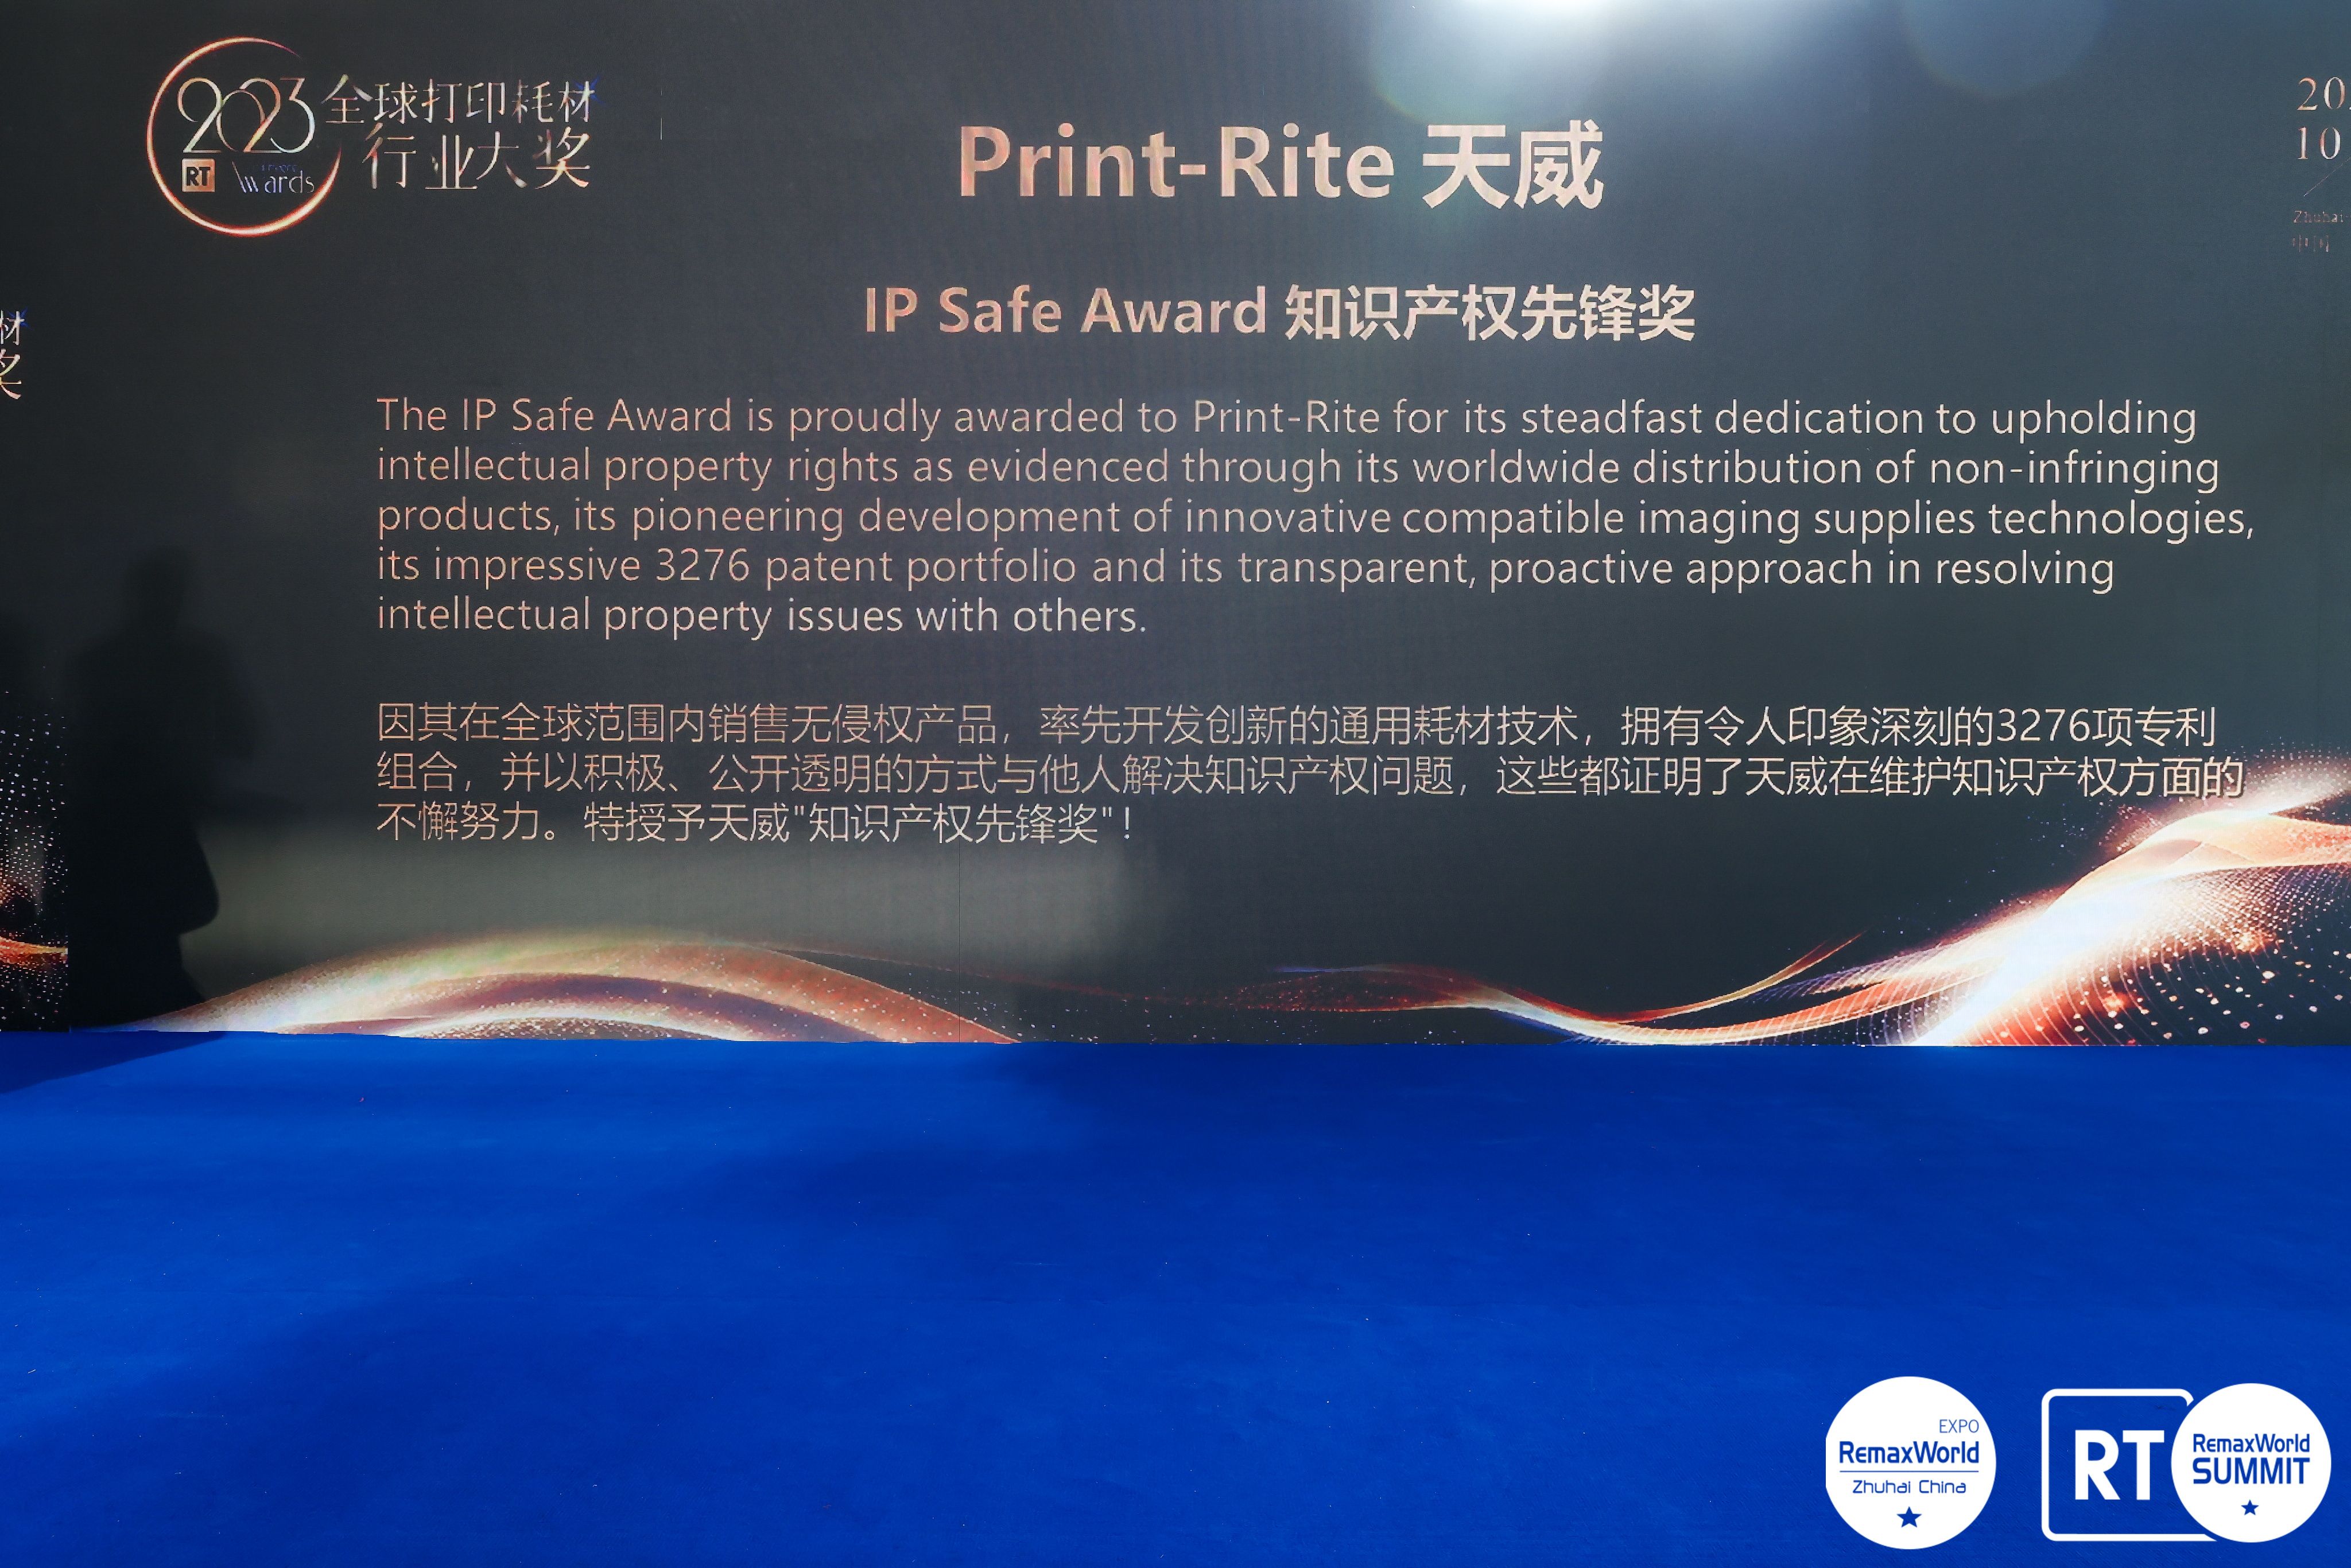 2023
RT Awards
全球打印耗材
行业大奖
Print-Rite 天威
20
10
Zhuhai
中国
IP Safe Award 知识产权先锋奖
材
奖
The IP Safe Award is proudly awarded to Print-Rite for its steadfast dedication to upholding
intellectual property rights as evidenced through its worldwide distribution of non-infringing
products, its pioneering development of innovative compatible imaging supplies technologies,
its impressive 3276 patent portfolio and its transparent, proactive approach in resolving
intellectual property issues with others.
因其在全球范围内销售无侵权产品，率先开发创新的通用耗材技术，拥有令人印象深刻的3276项专利
组合，并以积极、公开透明的方式与他人解决知识产权问题，这些都证明了天威在维护知识产权方面的
不懈努力。特授予天威"知识产权先锋奖"！
EXPO
RemaxWorld
Zhuhai China
RT
RemaxWorld
SUMMIT